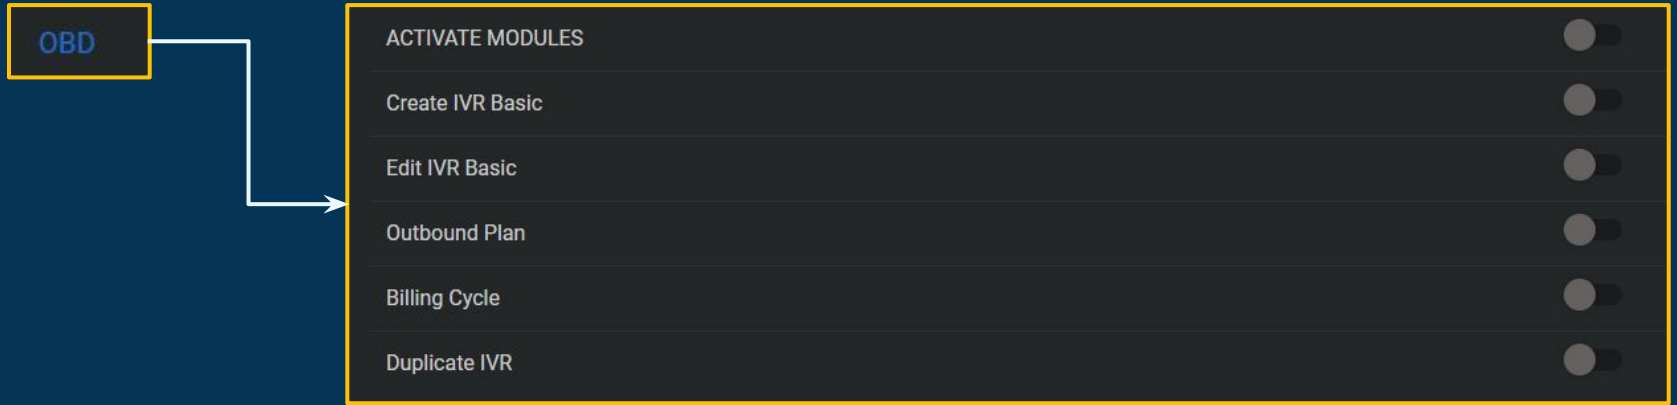 OBD
ACTIVATE MODULES
Create IVR Basic
Edit IVR Basic
Outbound Plan
Billing Cycle
Duplicate IVR